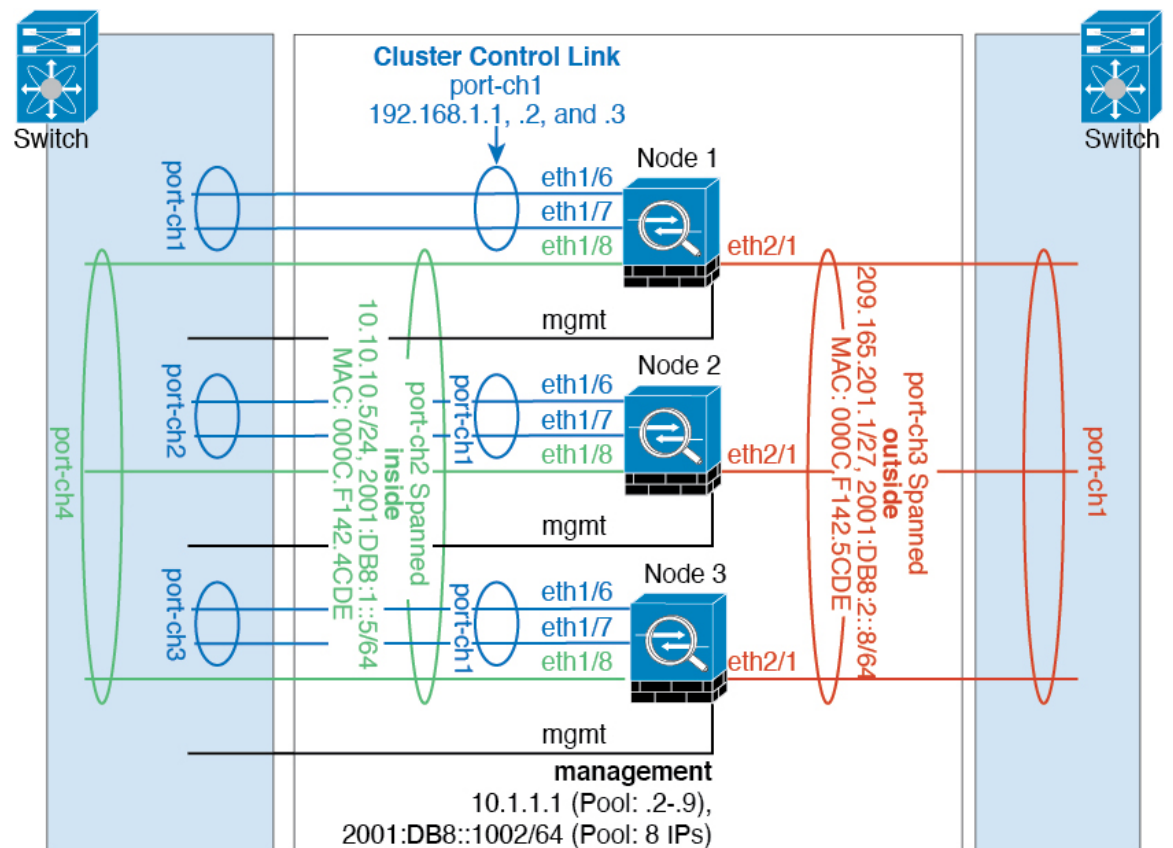 Switch
Switch
Cluster Control Link
port-ch1
192.168.1.1, .2, and .3
Node 1
port-ch1
eth1/6
eth1/7
eth1/8
eth2/1
mgmt
Node 2
port-ch2
port-ch1
eth1/6
eth1/7
eth1/8
eth2/1
mgmt
Node 3
port-ch3
port-ch1
eth1/6
eth1/7
eth1/8
eth2/1
mgmt
port-ch4
port-ch2 Spanned
inside
10.10.10.5/24, 2001:DB8:1::5/64
MAC: 000C.F142.4CDE
port-ch3 Spanned
outside
209.165.201.1/27, 2001:DB8:2::8/64
MAC: 000C.F142.5CDE
port-ch1
management
10.1.1.1 (Pool: .2-.9),
2001:DB8::1002/64 (Pool: 8 IPs)